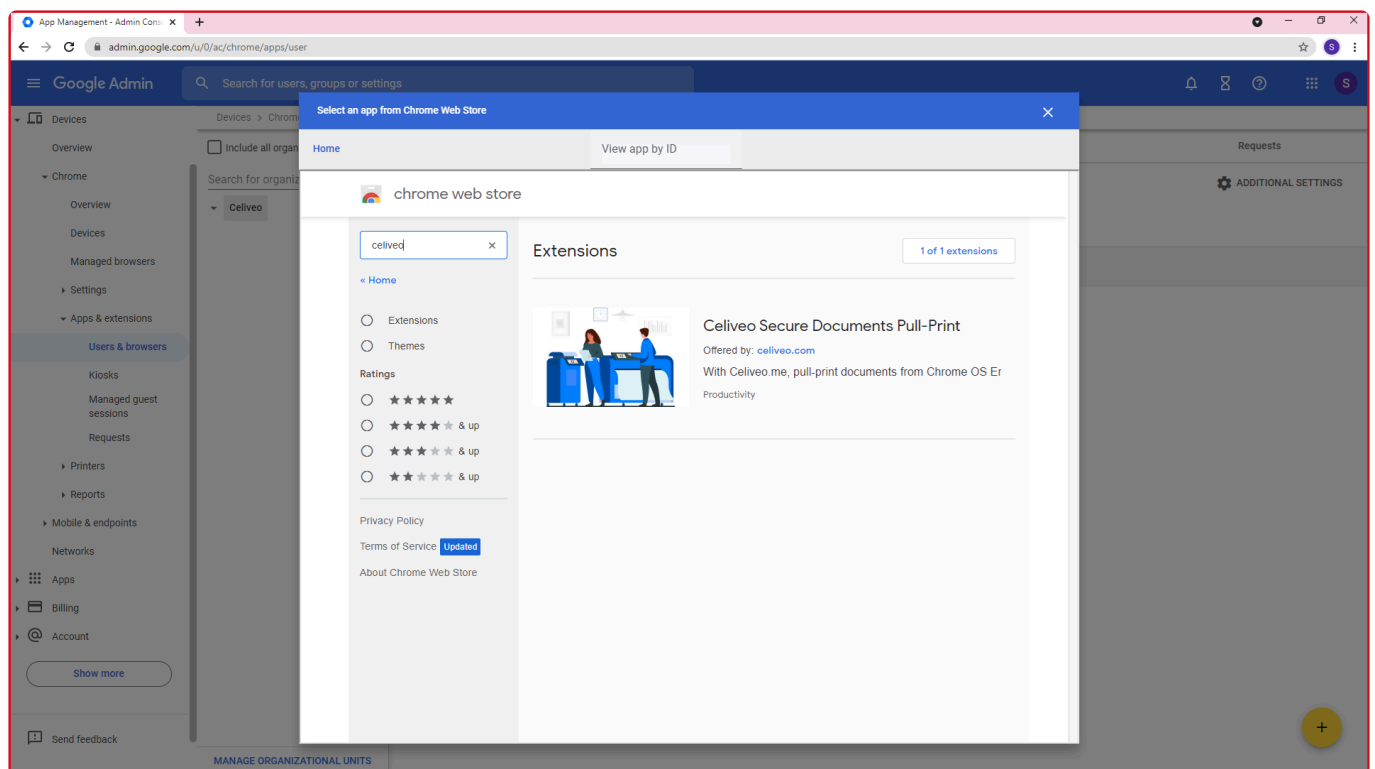 App Management - Admin Cons
admin.google.com/u/0/ac/chrome/apps/user
S
Google Admin
Search for users, groups or settings
S
Devices
Overview
Chrome
Overview
Devices
Managed browsers
Settings
Apps & extensions
Users & browsers
Kiosks
Managed guest
sessions
Requests
Printers
Reports
Mobile & endpoints
Networks
Apps
Billing
Account
Show more
Send feedback
Devices > Chrom
Include all organ
Search for organiz
Celiveo
MANAGE ORGANIZATIONAL UNITS
Select an app from Chrome Web Store
Home
View app by ID
chrome web store
celiveo
« Home
Extensions
Themes
Ratings
& up
& up
& up
Privacy Policy
Terms of Service Updated
About Chrome Web Store
Extensions
1 of 1 extensions
Celiveo Secure Documents Pull-Print
Offered by: celiveo.com
With Celiveo.me, pull-print documents from Chrome OS Er
Productivity
Requests
ADDITIONAL SETTINGS